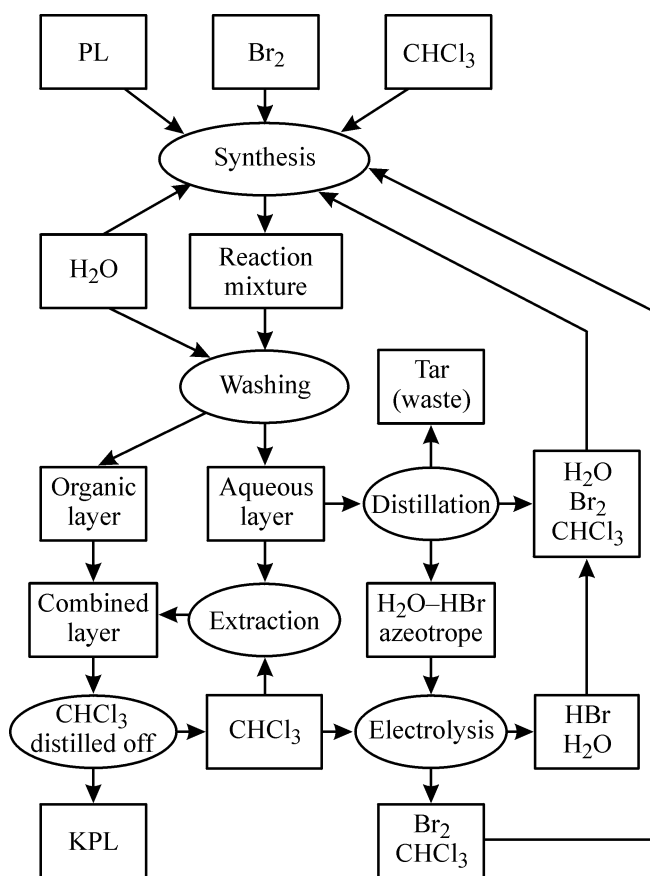 PL
Br₂
CHCl₃
Synthesis
H₂O
Reaction
mixture
Washing
Tar
(waste)
Organic
layer
Aqueous
layer
Distillation
H₂O
Br₂
CHCl₃
Combined
layer
Extraction
H₂O–HBr
azeotrope
CHCl₃
distilled off
CHCl₃
Electrolysis
HBr
H₂O
KPL
Br₂
CHCl₃